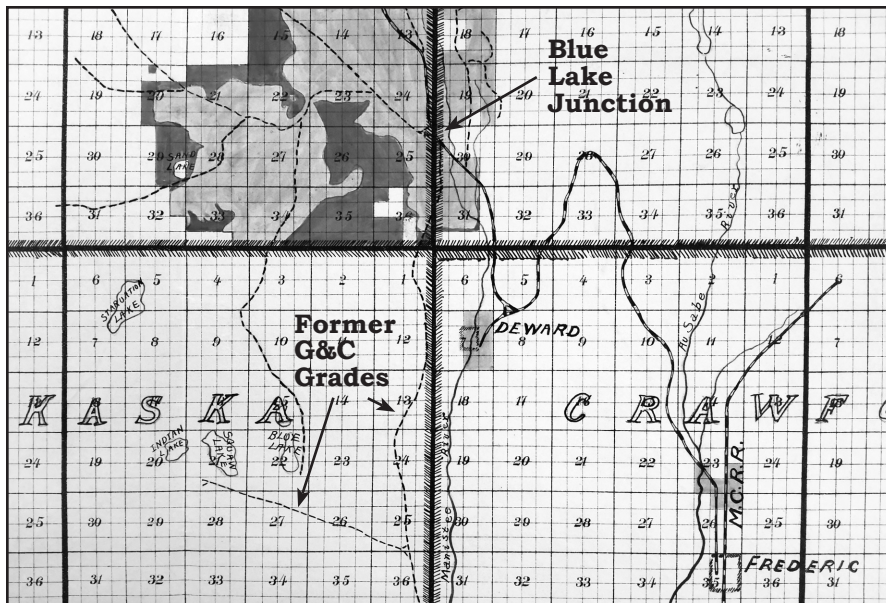 13 18 17 16 15 14 13 18 17 16 15 14 13 18
Blue
Lake
Junction
24 19 20 21 22 23 24 19 20 23 24 19
25 30 29 28 27 26 25 30 29 28 27 26 25 30
SAND
LAKE
36 31 32 33 34 35 36 31 32 33 34 35 36 31
River
1 6 5 4 3 2 1 6 5 4 3 2 1 6
STARVATION
LAKE
Au Sabe
DEWARD
Former
G&C
Grades
12 7 8 9 10 11 12 7 8 9 10 11 12 7
14 13
KASKA
CRAWF
INDIAN
LAKE
SQUAW
LAKE
BLUE
LAKE
24 19 20 21 22 23 24 19 20 21 22 23 24 19
Manistee River
M.C.R.R.
25 30 29 28 27 26 25 30 29 28 27 26 25 30
36 31 32 33 34 35 36 31 32 33 34 35 36 31
FREDERIC